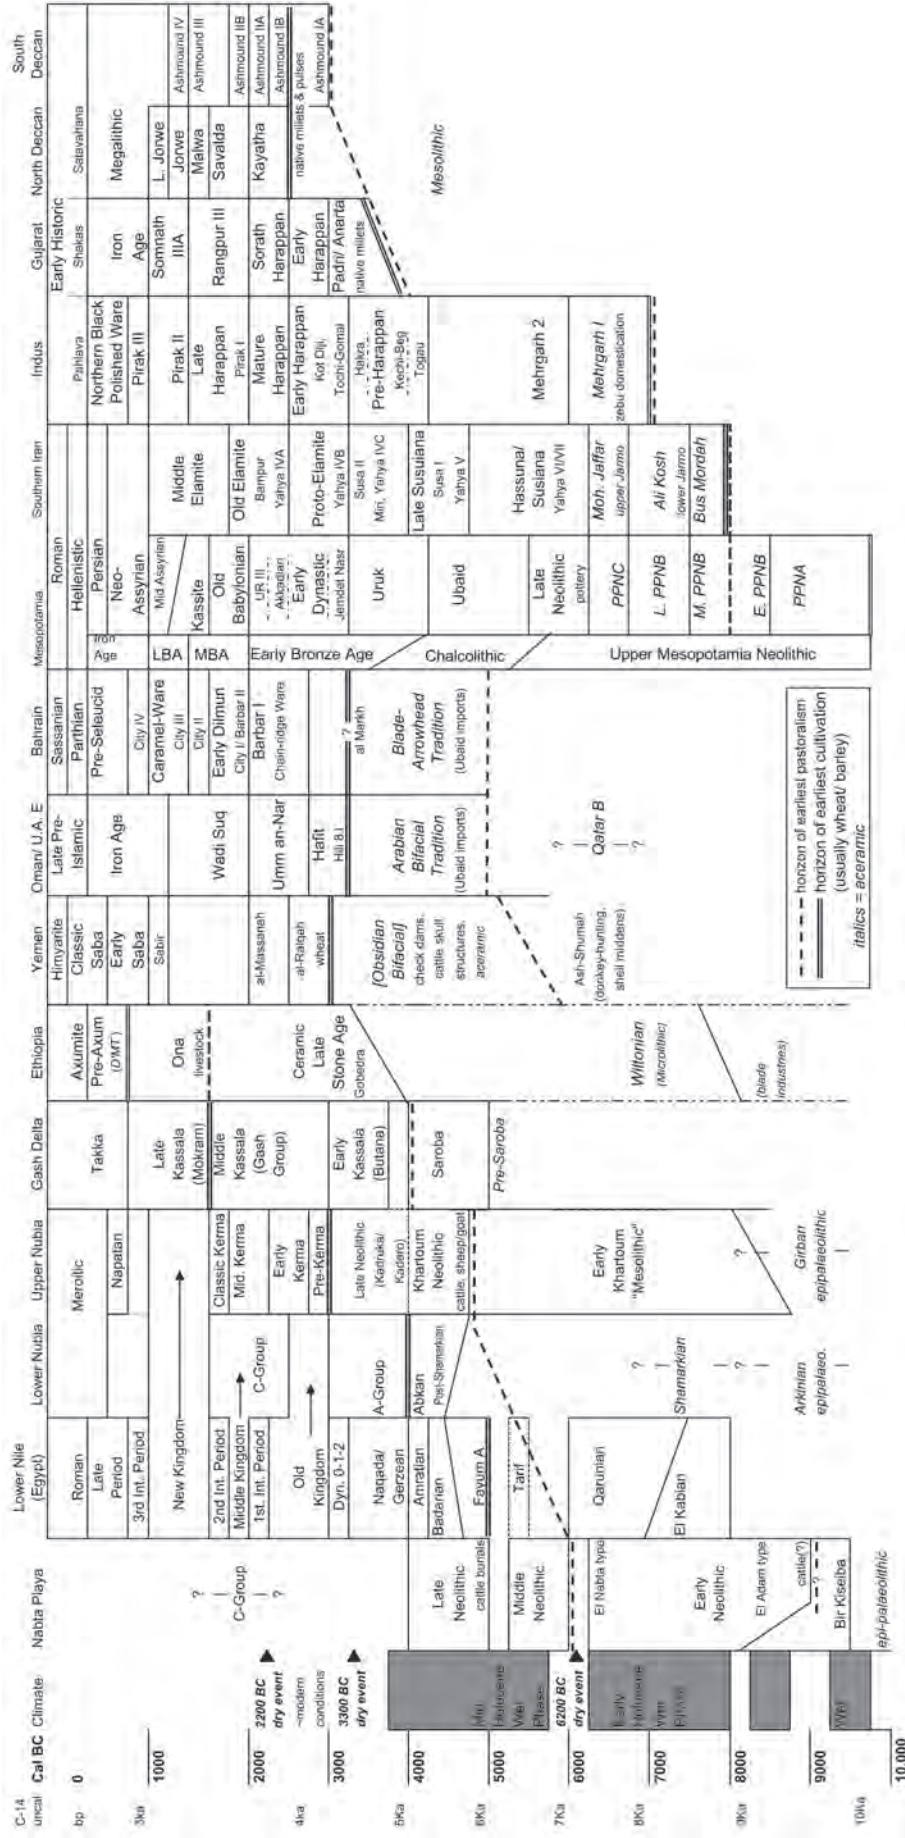 C-14
uncal
bp
3ka
4ka
5Ka
6Ka
7Ka
8Ka
9Ka
10Ka
Cal BC
0
1000
2000
3000
4000
5000
6000
7000
8000
9000
10,000
Climate
2200 BC
dry event
~modern
conditions
3300 BC
dry event
Mid
Holocene
Wet
Phase
6200 BC
dry event
Early
Holocene
Wet
Phase
Wet
Nabta Playa
?
C-Group
?
Late
Neolithic
cattle burials
Middle
Neolithic
El Nabta type
Early
Neolithic
El Adam type
cattle(?)
?
Bir Kiseiba
epi-palaeolithic
Lower Nile
(Egypt)
Roman
Late
Period
3rd Int. Period
New Kingdom
2nd Int. Period
Middle Kingdom
1st. Int. Period
Old
Kingdom
Dyn. 0-1-2
Naqada/
Gerzean
Amratian
Badarian
Fayum A
Tarif
Qarunian
El Kabian
Lower Nubia
C-Group
A-Group
Abkan
Post-Shamarkian
?
Shamarkian
?
Arkinian
epipalaeo.
Upper Nubia
Meroitic
Napatan
Classic Kerma
Mid. Kerma
Early
Kerma
Pre-Kerma
Late Neolithic
(Kadruka/
Kadero)
Khartoum
Neolithic
cattle, sheep/goat
Early
Khartoum
"Mesolithic"
?
Girban
epipalaeolithic
Gash Delta
Takka
Late
Kassala
(Mokram)
Middle
Kassala
(Gash
Group)
Early
Kassala
(Butana)
Saroba
Pre-Saroba
Ethiopia
Axumite
Pre-Axum
(D'MT)
Ona
livestock
Ceramic
Late
Stone Age
Gobedra
Wiltonian
(Microlithic)
(blade
industries)
Yemen
Himyarite
Classic
Saba
Early
Saba
Sabir
al-Massaneh
al-Raiqah
wheat
[Obsidian
Bifacial]
check dams,
cattle skull
structures,
aceramic
Ash-Shumah
(donkey-hunting,
shell middens)
Oman/ U.A. E
Late Pre-
Islamic
Iron Age
Wadi Suq
Umm an-Nar
Hafit
Hili 8.I
Arabian
Bifacial
Tradition
(Ubaid imports)
?
Qatar B
?
Bahrain
Sassanian
Parthian
Pre-Seleucid
City IV
Caramel-Ware
City III
City II
Early Dilmun
City I/ Barbar II
Barbar I
Chain-ridge Ware
?
al Markh
Blade-
Arrowhead
Tradition
(Ubaid imports)
Mesopotamia
Iron
Age
LBA
MBA
Early Bronze Age
Chalcolithic
Upper Mesopotamia Neolithic
Roman
Hellenistic
Persian
Neo-
Assyrian
Mid Assyrian
Kassite
Old
Babylonian
UR III
Akkadian
Early
Dynastic
Jemdat Nasr
Uruk
Ubaid
Late
Neolithic
pottery
PPNC
L. PPNB
M. PPNB
E. PPNB
PPNA
Southern Iran
Middle
Elamite
Old Elamite
Bampur
Yahya IVA
Proto-Elamite
Yahya IVB
Susa II
Miri, Yahya IVC
Late Susuiana
Susa I
Yahya V
Hassuna/
Susiana
Yahya VI/VII
Moh. Jaffar
upper Jarmo
Ali Kosh
lower Jarmo
Bus Mordah
Indus
Pahlava
Northern Black
Polished Ware
Pirak III
Pirak II
Late
Harappan
Pirak I
Mature
Harappan
Early Harappan
Kot Diji,
Tochi-Gomal
Hakra,
Pre-Harappan
Kechi-Beg
Togau
Mehrgarh 2
Mehrgarh I
zebu domestication
Gujarat
Early Historic
Shakas
Iron
Age
Somnath
IIIA
Rangpur III
Sorath
Harappan
Early
Harappan
Padri/ Anarta
native millets
North Deccan
Satavahana
Megalithic
L. Jorwe
Jorwe
Malwa
Savalda
Kayatha
native millets & pulses
Mesolithic
South
Deccan
Ashmound IV
Ashmound III
Ashmound IIB
Ashmound IIA
Ashmound IB
Ashmound IA
horizon of earliest pastoralism
horizon of earliest cultivation
(usually wheat/ barley)
italics = aceramic